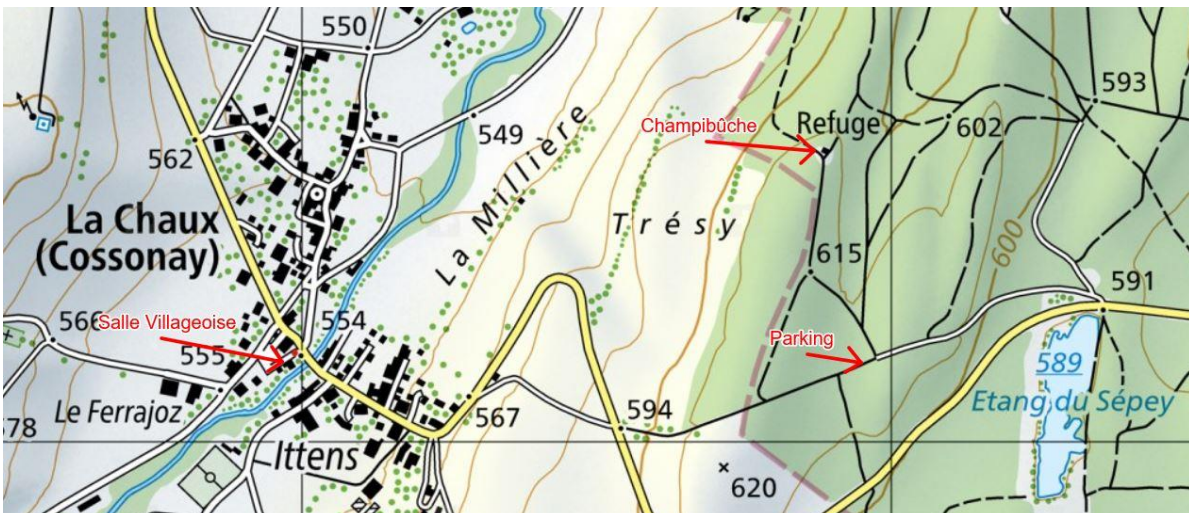 550
593
Champibûche
Refuge
602
549
562
La Millière
La Chaux
(Cossonay)
Trésy
615
600
591
566
Salle Villageoise
554
555
Parking
589
Le Ferrajoz
567
594
Etang du Sépey
578
Ittens
620